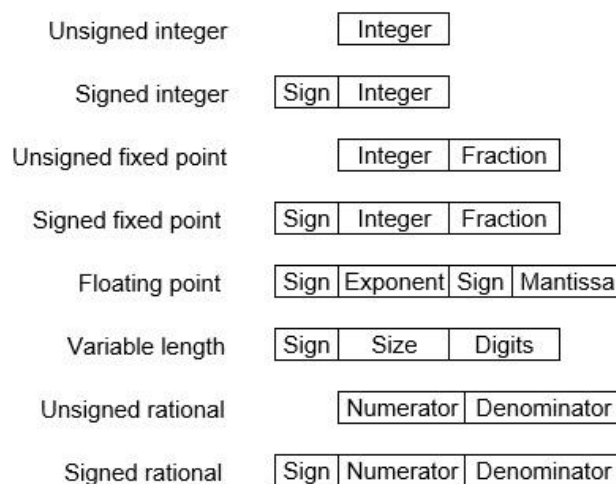 Unsigned integer Integer
Signed integer Sign Integer
Unsigned fixed point Integer Fraction
Signed fixed point Sign Integer Fraction
Floating point Sign Exponent Sign Mantissa
Variable length Sign Size Digits
Unsigned rational Numerator Denominator
Signed rational Sign Numerator Denominator